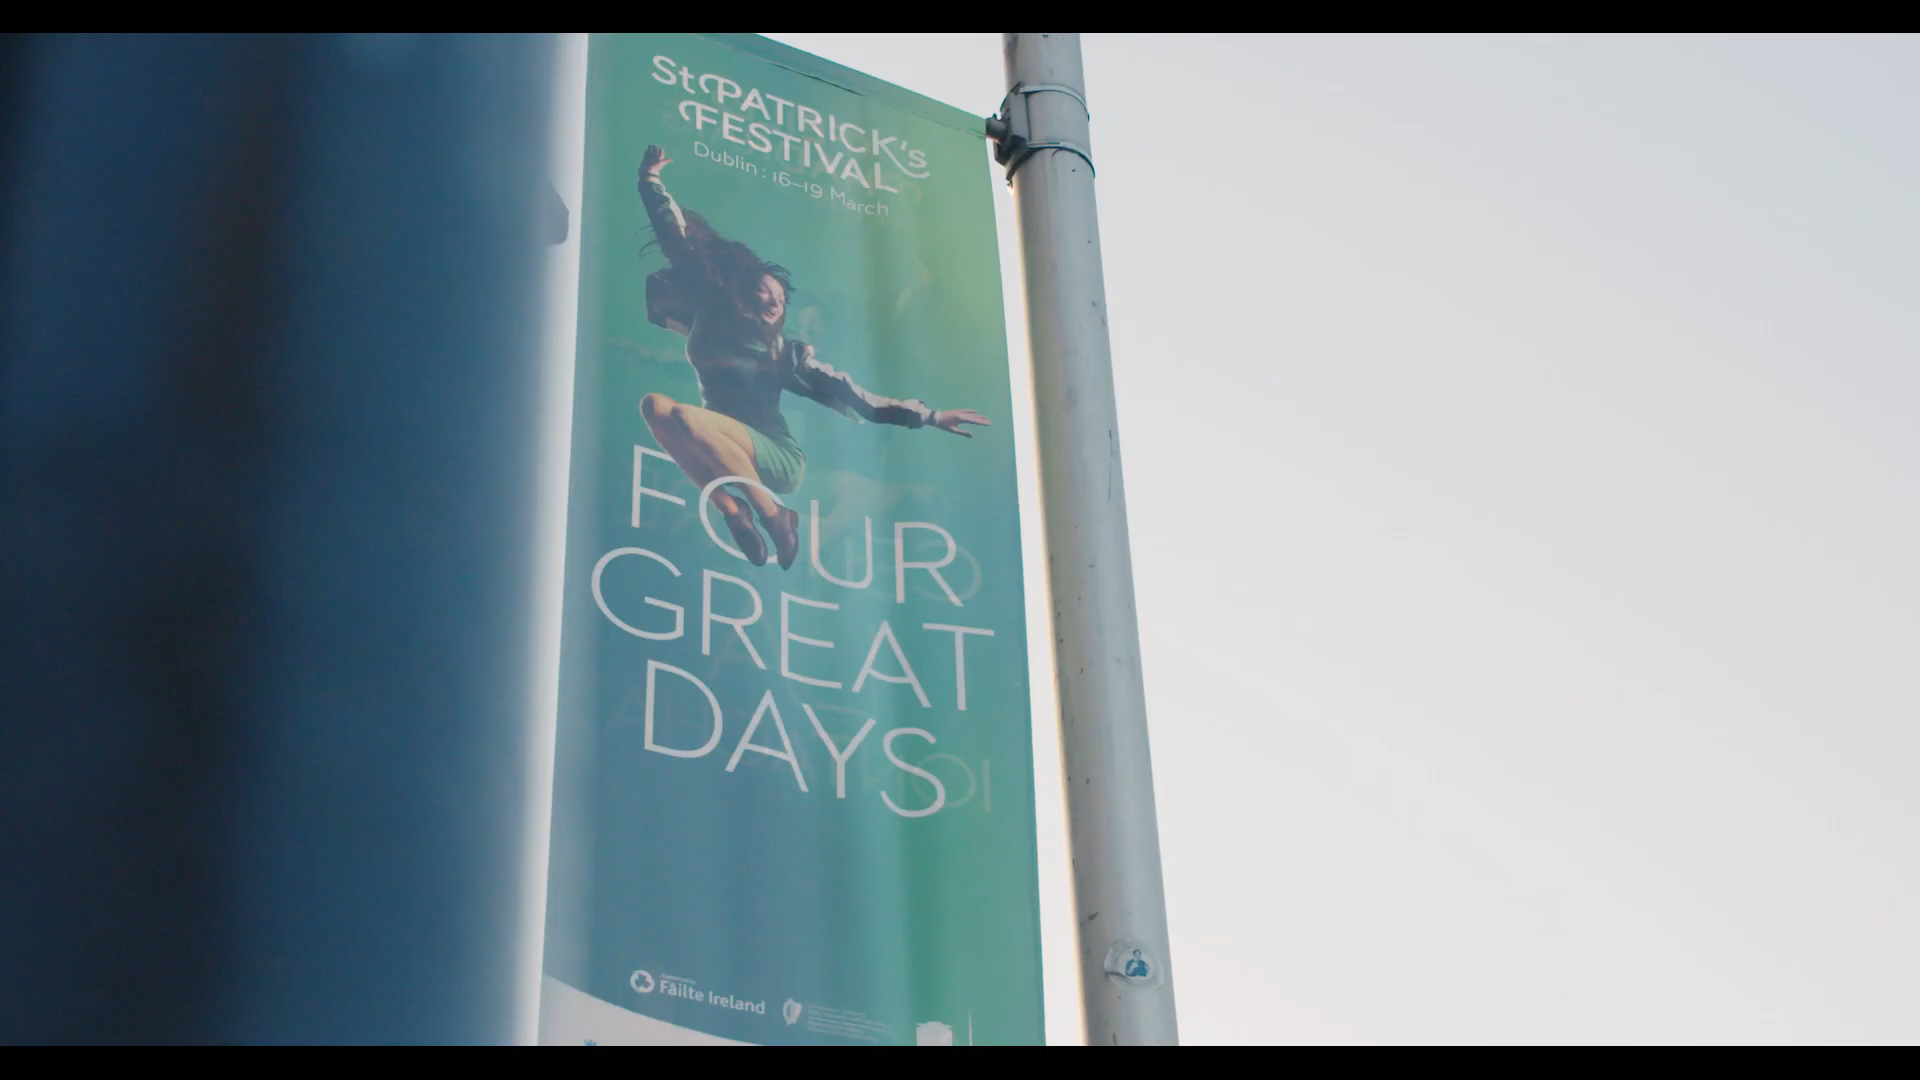 St PATRICK's
FESTIVAL
Dublin : 16–19 March
FOUR
GREAT
DAYS
Fáilte Ireland